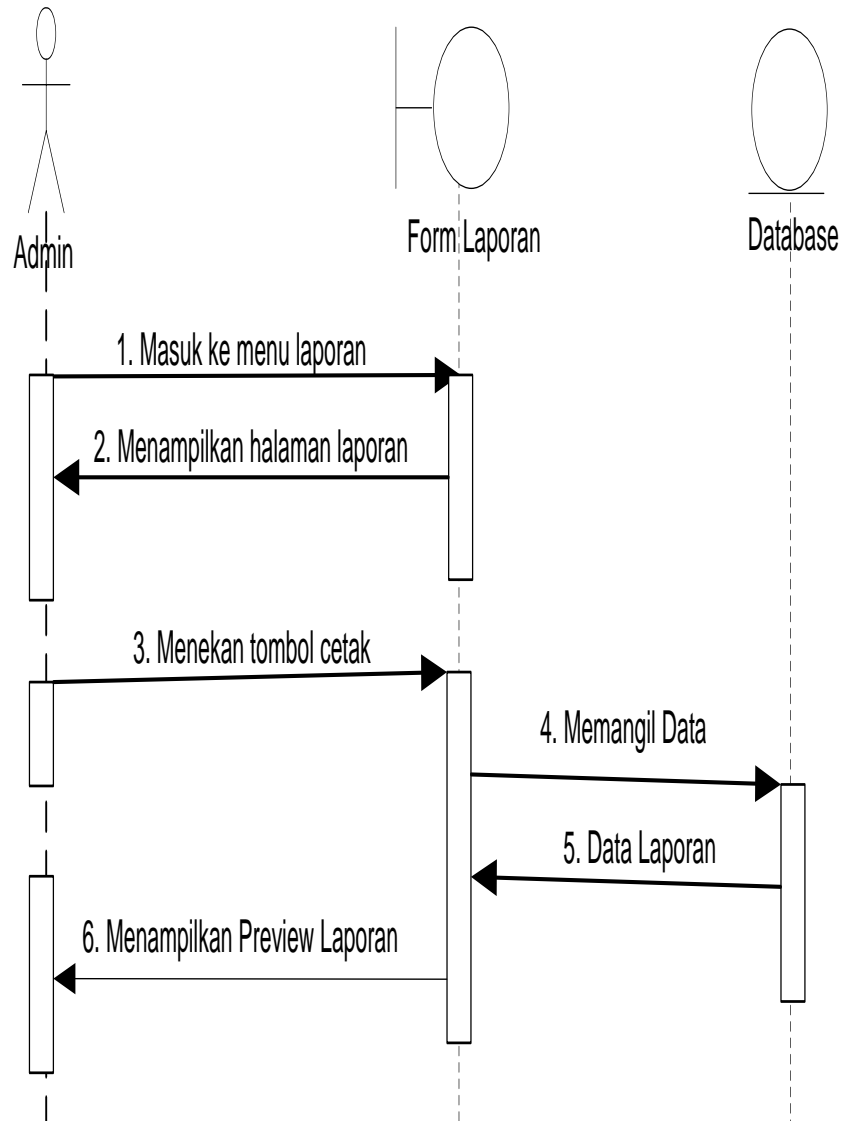 Admin
Form Laporan
Database
1. Masuk ke menu laporan
2. Menampilkan halaman laporan
3. Menekan tombol cetak
4. Memangil Data
5. Data Laporan
6. Menampilkan Preview Laporan